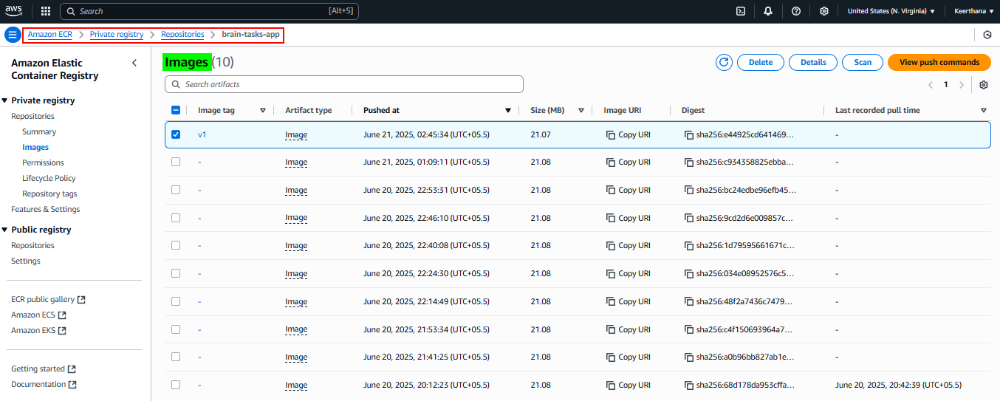 aws
Search
[Alt+S]
United States (N. Virginia)
Keerthana
Amazon ECR > Private registry > Repositories > brain-tasks-app
Amazon Elastic
Container Registry
Private registry
Repositories
Summary
Images
Permissions
Lifecycle Policy
Repository tags
Features & Settings
Public registry
Repositories
Settings
ECR public gallery
Amazon ECS
Amazon EKS
Getting started
Documentation
Images (10)
Delete
Details
Scan
View push commands
Search artifacts
1
Image tag Artifact type Pushed at Size (MB) Image URI Digest Last recorded pull time
v1 Image June 21, 2025, 02:45:34 (UTC+05.5) 21.07 Copy URI sha256:e44925cd641469... -
- Image June 21, 2025, 01:09:11 (UTC+05.5) 21.08 Copy URI sha256:c934358825ebba... -
- Image June 20, 2025, 22:53:31 (UTC+05.5) 21.08 Copy URI sha256:bc24edbe96efb45... -
- Image June 20, 2025, 22:46:10 (UTC+05.5) 21.08 Copy URI sha256:9cd2d6e009857c... -
- Image June 20, 2025, 22:40:08 (UTC+05.5) 21.08 Copy URI sha256:1d79595661671c... -
- Image June 20, 2025, 22:24:30 (UTC+05.5) 21.08 Copy URI sha256:034e08952576c5... -
- Image June 20, 2025, 22:14:49 (UTC+05.5) 21.08 Copy URI sha256:48f2a7436c7479... -
- Image June 20, 2025, 21:53:34 (UTC+05.5) 21.08 Copy URI sha256:c4f150693964a7... -
- Image June 20, 2025, 21:41:25 (UTC+05.5) 21.08 Copy URI sha256:a0b96bb827ab1e... -
- Image June 20, 2025, 20:12:23 (UTC+05.5) 21.08 Copy URI sha256:68d178da953cffa... June 20, 2025, 20:42:39 (UTC+05.5)